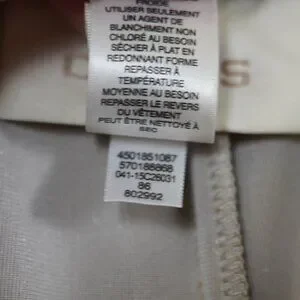 FROIDE
UTILISER SEULEMENT
UN AGENT DE
BLANCHIMENT NON
CHLORÉ AU BESOIN
SÉCHER À PLAT EN
REDONNANT FORME
REPASSER À
TEMPÉRATURE
MOYENNE AU BESOIN
REPASSER LE REVERS
DU VÊTEMENT
PEUT ÊTRE NETTOYÉ À
SEC
4501851087
570188868
041-15C26031
86
802992